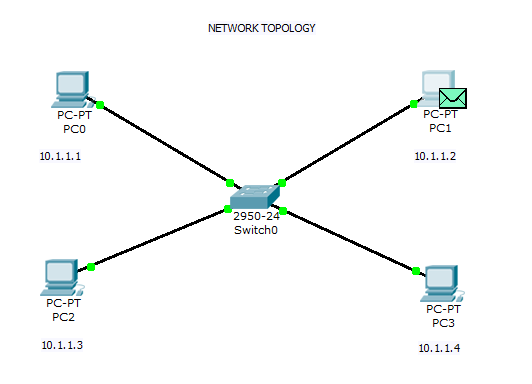 NETWORK TOPOLOGY
PC-PT
PC0
10.1.1.1
PC-PT
PC1
10.1.1.2
2950-24
Switch0
PC-PT
PC2
10.1.1.3
PC-PT
PC3
10.1.1.4